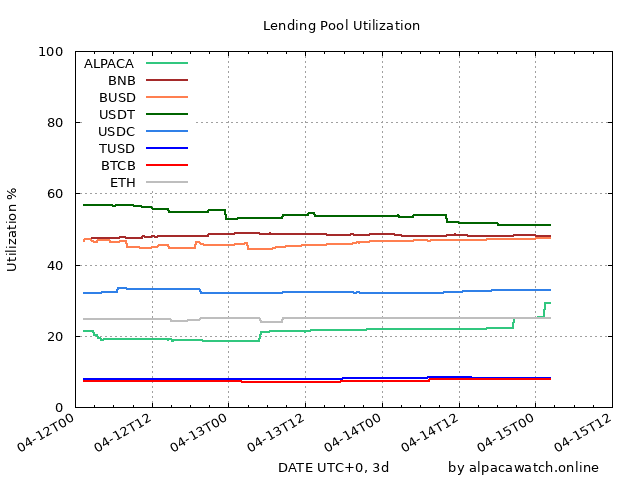 Lending Pool Utilization
100
80
60
40
20
0
Utilization %
ALPACA
BNB
BUSD
USDT
USDC
TUSD
BTCB
ETH
04-12T00
04-12T12
04-13T00
04-13T12
04-14T00
04-14T12
04-15T00
04-15T12
DATE UTC+0, 3d
by alpacawatch.online